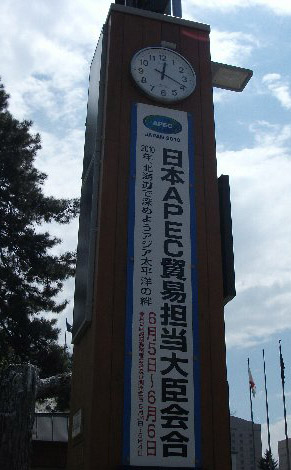 APEC
JAPAN 2010
日本APEC貿易担当大臣会合
2010年、北海道で深めようアジア太平洋の絆
6月5日～6月6日